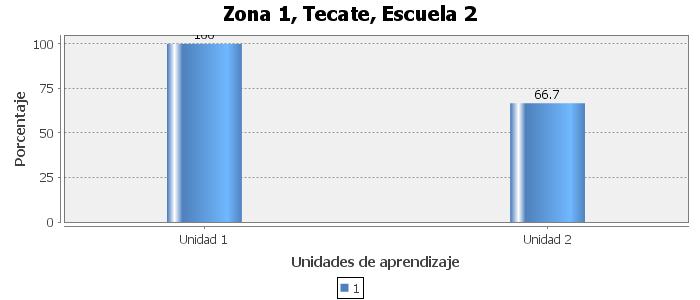 Zona 1, Tecate, Escuela 2
Porcentaje
100
75
50
25
0
100
66.7
Unidad 1
Unidad 2
Unidades de aprendizaje
1